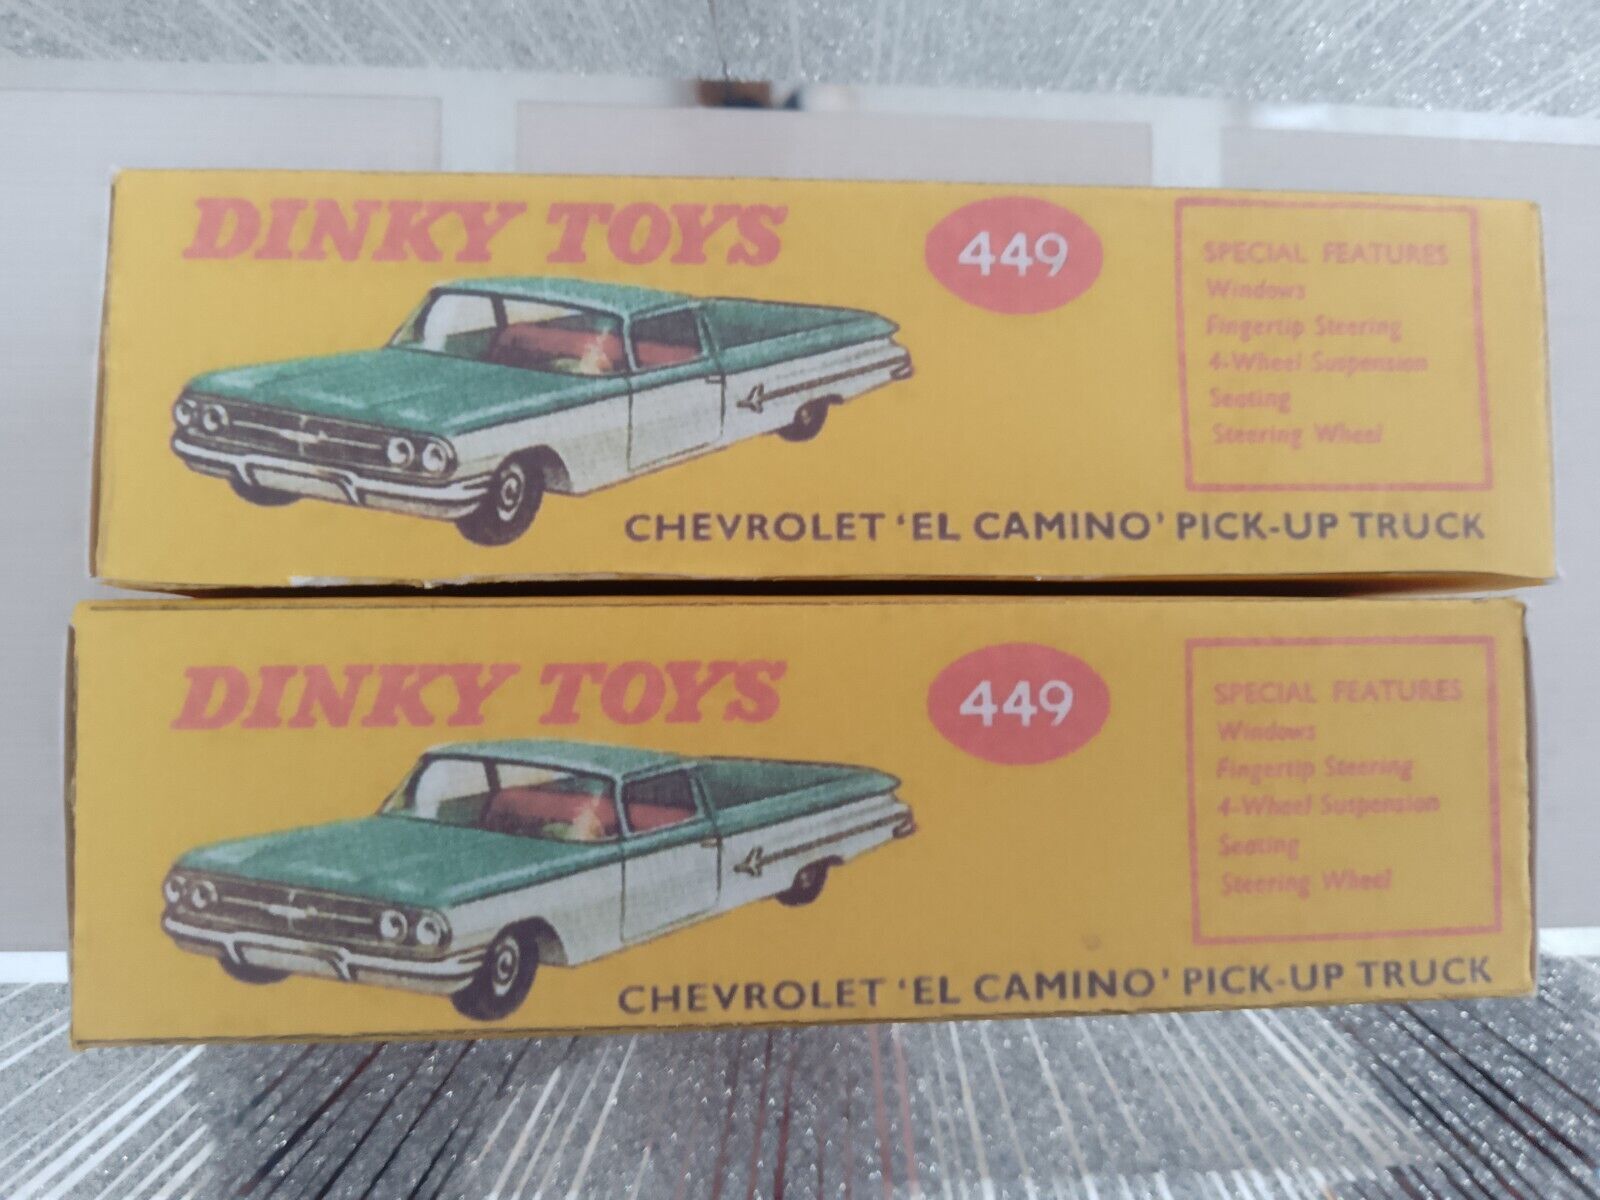 DINKY TOYS
449
SPECIAL FEATURES
Windows
Fingertip Steering
4-Wheel Suspension
Seating
Steering Wheel
CHEVROLET 'EL CAMINO' PICK-UP TRUCK
DINKY TOYS
449
SPECIAL FEATURES
Windows
Fingertip Steering
4-Wheel Suspension
Seating
Steering Wheel
CHEVROLET 'EL CAMINO' PICK-UP TRUCK